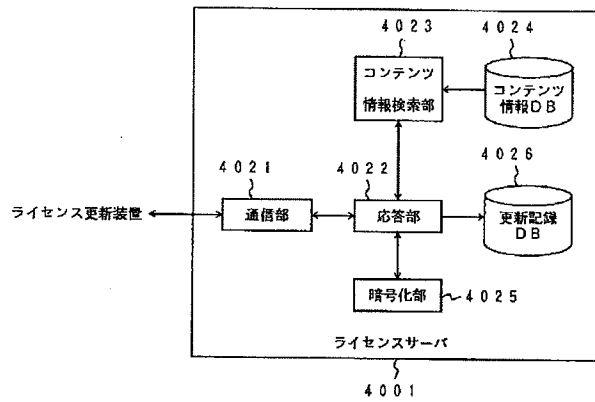 4023
4024
コンテンツ
情報検索部
コンテンツ
情報DB
4021
4022
4026
ライセンス更新装置
通信部
応答部
更新記録
DB
暗号化部
4025
ライセンスサーバ
4001